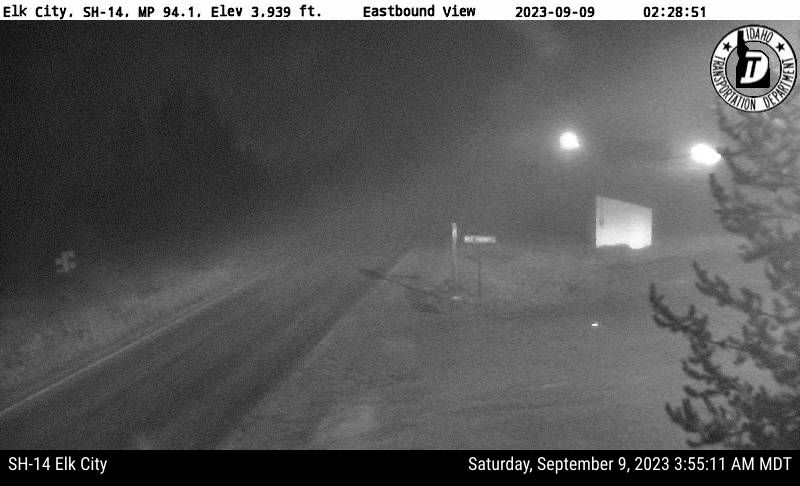 Elk City, SH-14, MP 94.1, Elev 3,939 ft. Eastbound View 2023-09-09 02:28:51
IDAHO
TRANSPORTATION DEPARTMENT
SH-14 Elk City
Saturday, September 9, 2023 3:55:11 AM MDT